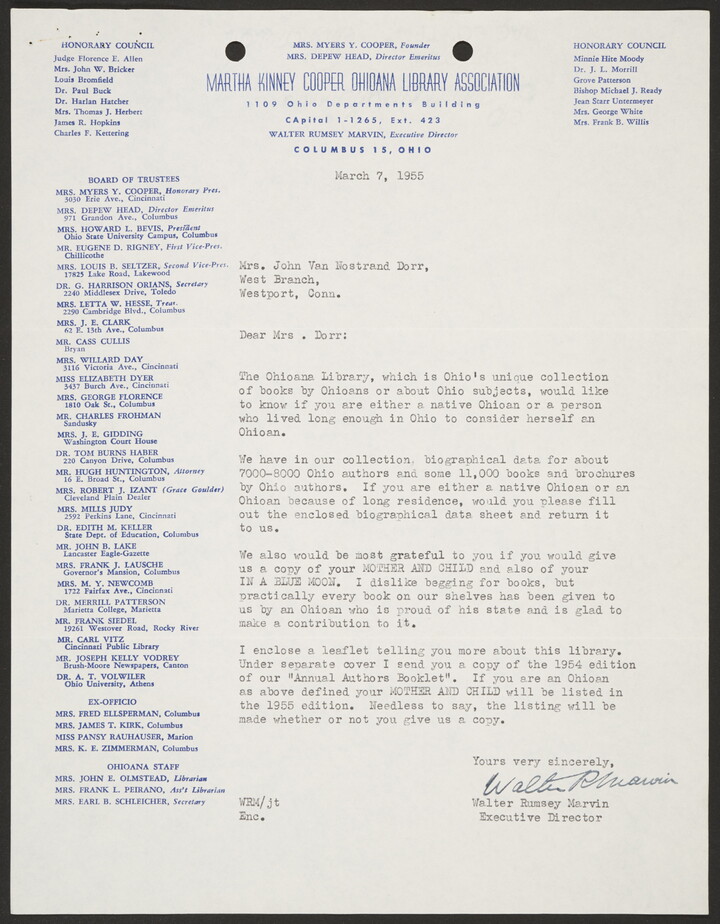 HONORARY COUNCIL
Judge Florence E. Allen
Mrs. John W. Bricker
Louis Bromfield
Dr. Paul Buck
Dr. Harlan Hatcher
Mrs. Thomas J. Herbert
James R. Hopkins
Charles F. Kettering
MRS. MYERS Y. COOPER, Founder
MRS. DEPEW HEAD, Director Emeritus
MARTHA KINNEY COOPER OHIOANA LIBRARY ASSOCIATION
1109 Ohio Departments Building
CApital 1-1265, Ext. 423
WALTER RUMSEY MARVIN, Executive Director
COLUMBUS 15, OHIO
HONORARY COUNCIL
Minnie Hite Moody
Dr. J. L. Morrill
Grove Patterson
Bishop Michael J. Ready
Jean Starr Untermeyer
Mrs. George White
Mrs. Frank B. Willis
BOARD OF TRUSTEES
MRS. MYERS Y. COOPER, Honorary Pres.
3030 Erie Ave., Cincinnati
MRS. DEPEW HEAD, Director Emeritus
971 Grandon Ave., Columbus
MRS. HOWARD L. BEVIS, President
Ohio State University Campus, Columbus
MR. EUGENE D. RIGNEY, First Vice-Pres.
Chillicothe
MRS. LOUIS B. SELTZER, Second Vice-Pres.
17825 Lake Road, Lakewood
DR. G. HARRISON ORIANS, Secretary
2240 Middlesex Drive, Toledo
MRS. LETTA W. HESSE, Treas.
2290 Cambridge Blvd., Columbus
MRS. J. E. CLARK
62 E. 13th Ave., Columbus
MR. CASS CULLIS
Bryan
MRS. WILLARD DAY
3116 Victoria Ave., Cincinnati
MISS ELIZABETH DYER
3437 Burch Ave., Cincinnati
MRS. GEORGE FLORENCE
1810 Oak St., Columbus
MR. CHARLES FROHMAN
Sandusky
MRS. J. E. GIDDING
Washington Court House
DR. TOM BURNS HABER
220 Canyon Drive, Columbus
MR. HUGH HUNTINGTON, Attorney
16 E. Broad St., Columbus
MRS. ROBERT J. IZANT (Grace Goulder)
Cleveland Plain Dealer
MRS. MILLS JUDY
2592 Perkins Lane, Cincinnati
DR. EDITH M. KELLER
State Dept. of Education, Columbus
MR. JOHN B. LAKE
Lancaster Eagle-Gazette
MRS. FRANK J. LAUSCHE
Governor's Mansion, Columbus
MRS. M. Y. NEWCOMB
1722 Fairfax Ave., Cincinnati
DR. MERRILL PATTERSON
Marietta College, Marietta
MR. FRANK SIEDEL
19261 Westover Road, Rocky River
MR. CARL VITZ
Cincinnati Public Library
MR. JOSEPH KELLY VODREY
Brush-Moore Newspapers, Canton
DR. A. T. VOLWILER
Ohio University, Athens
EX-OFFICIO
MRS. FRED ELLSPERMAN, Columbus
MRS. JAMES T. KIRK, Columbus
MISS PANSY RAUHAUSER, Marion
MRS. K. E. ZIMMERMAN, Columbus
OHIOANA STAFF
MRS. JOHN E. OLMSTEAD, Librarian
MRS. FRANK L. PEIRANO, Ass't Librarian
MRS. EARL B. SCHLEICHER, Secretary
March 7, 1955
Mrs. John Van Nostrand Dorr,
West Branch,
Westport, Conn.
Dear Mrs . Dorr:
The Ohioana Library, which is Ohio's unique collection
of books by Ohioans or about Ohio subjects, would like
to know if you are either a native Ohioan or a person
who lived long enough in Ohio to consider herself an
Ohioan.
We have in our collection, biographical data for about
7000-8000 Ohio authors and some 11,000 books and brochures
by Ohio authors. If you are either a native Ohioan or an
Ohioan because of long residence, would you please fill
out the enclosed biographical data sheet and return it
to us.
We also would be most grateful to you if you would give
us a copy of your MOTHER AND CHILD and also of your
IN A BLUE MOON. I dislike begging for books, but
practically every book on our shelves has been given to
us by an Ohioan who is proud of his state and is glad to
make a contribution to it.
I enclose a leaflet telling you more about this library.
Under separate cover I send you a copy of the 1954 edition
of our "Annual Authors Booklet". If you are an Ohioan
as above defined your MOTHER AND CHILD will be listed in
the 1955 edition. Needless to say, the listing will be
made whether or not you give us a copy.
Yours very sincerely,
Walter R Marvin
Walter Rumsey Marvin
Executive Director
WRM/jt
Enc.